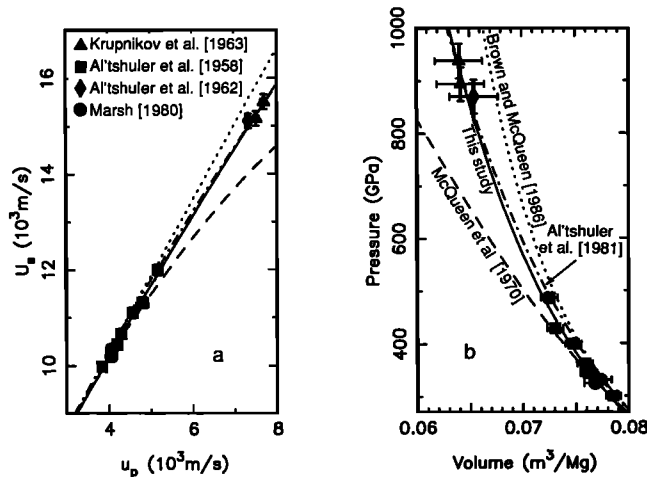 ▲ Krupnikov et al. [1963]
■ Al'tshuler et al. [1958]
◆ Al'tshuler et al. [1962]
● Marsh [1980]
16
14
12
10
Us (10³m/s)
a
4
6
8
up (10³m/s)
1000
800
600
400
Pressure (GPa)
Brown and McQueen [1986]
This study
McQueen et al [1970]
Al'tshuler
et al. [1981]
b
0.06
0.07
0.08
Volume (m³/Mg)